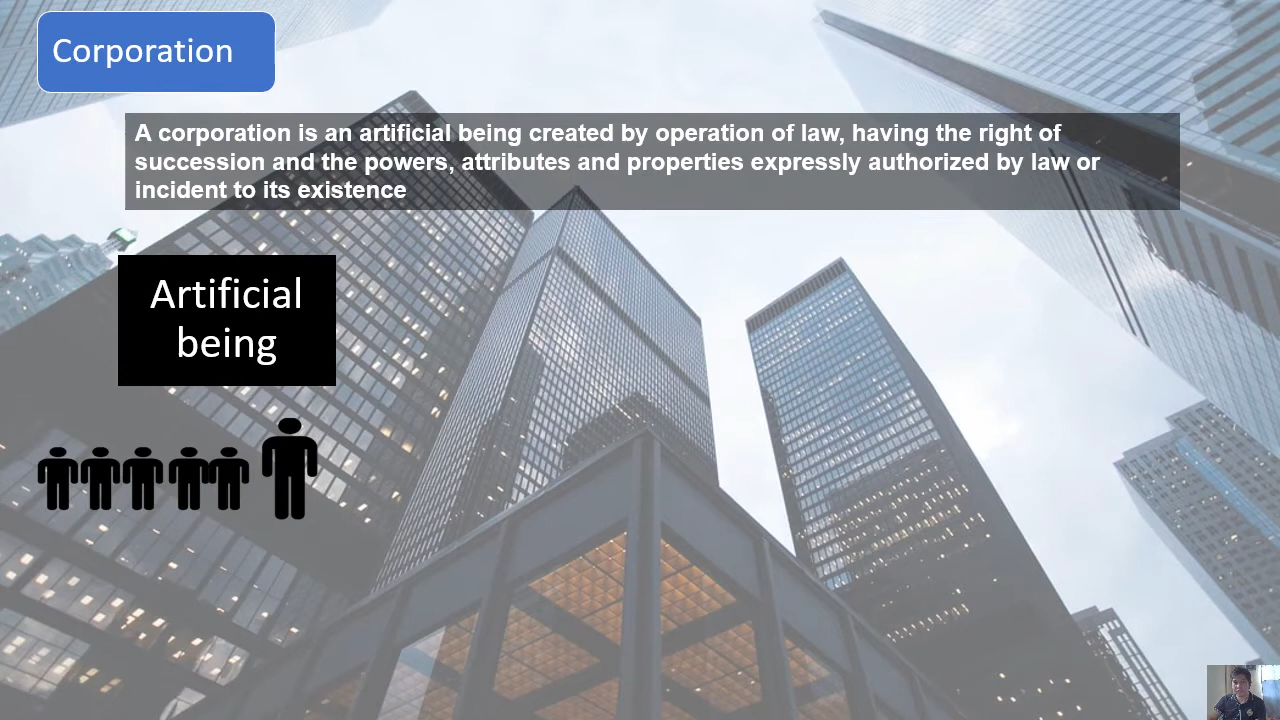 Corporation
A corporation is an artificial being created by operation of law, having the right of
succession and the powers, attributes and properties expressly authorized by law or
incident to its existence
Artificial
being